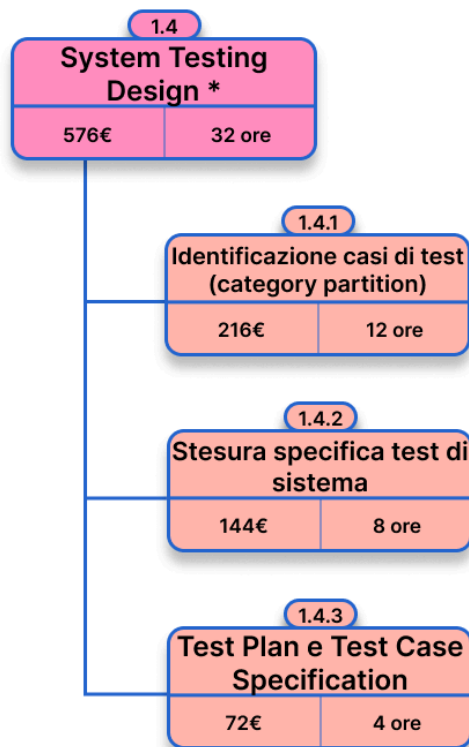 1.4
System Testing
Design *
576€ 32 ore
1.4.1
Identificazione casi di test
(category partition)
216€ 12 ore
1.4.2
Stesura specifica test di
sistema
144€ 8 ore
1.4.3
Test Plan e Test Case
Specification
72€ 4 ore